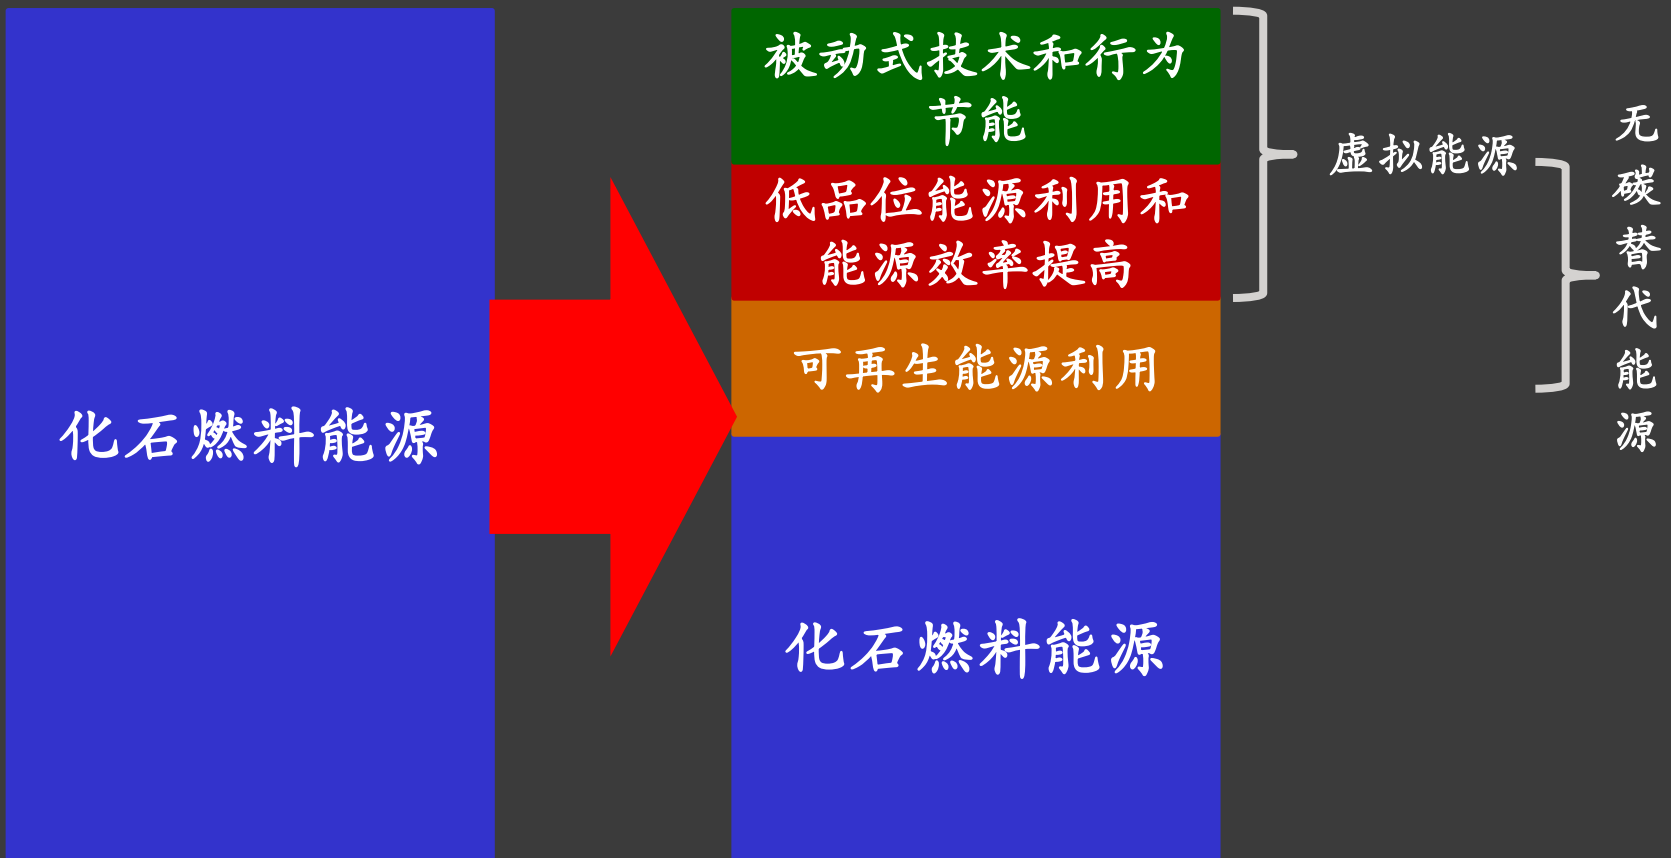 化石燃料能源
被动式技术和行为
节能
低品位能源利用和
能源效率提高
可再生能源利用
化石燃料能源
虚拟能源
无碳替代能源